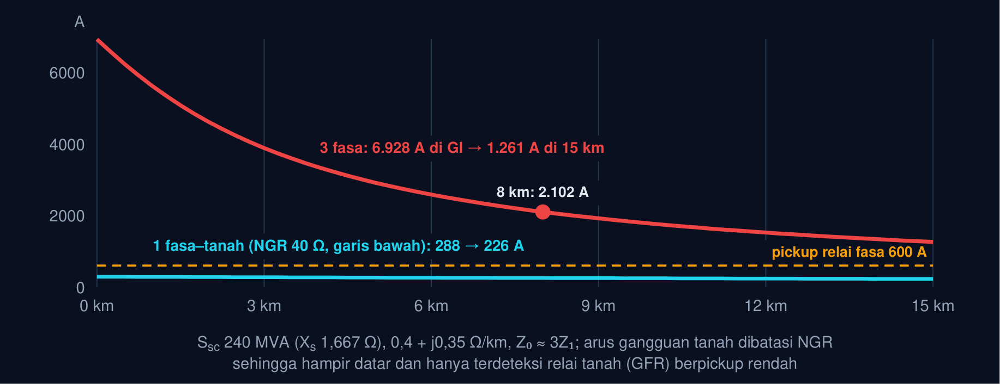 A
6000
4000
2000
0
3 fasa: 6.928 A di GI → 1.261 A di 15 km
8 km: 2.102 A
1 fasa–tanah (NGR 40 Ω, garis bawah): 288 → 226 A
pickup relai fasa 600 A
0 km 3 km 6 km 9 km 12 km 15 km
Ssc 240 MVA (Xs 1,667 Ω), 0,4 + j0,35 Ω/km, Z₀ ≈ 3Z₁; arus gangguan tanah dibatasi NGR
sehingga hampir datar dan hanya terdeteksi relai tanah (GFR) berpickup rendah